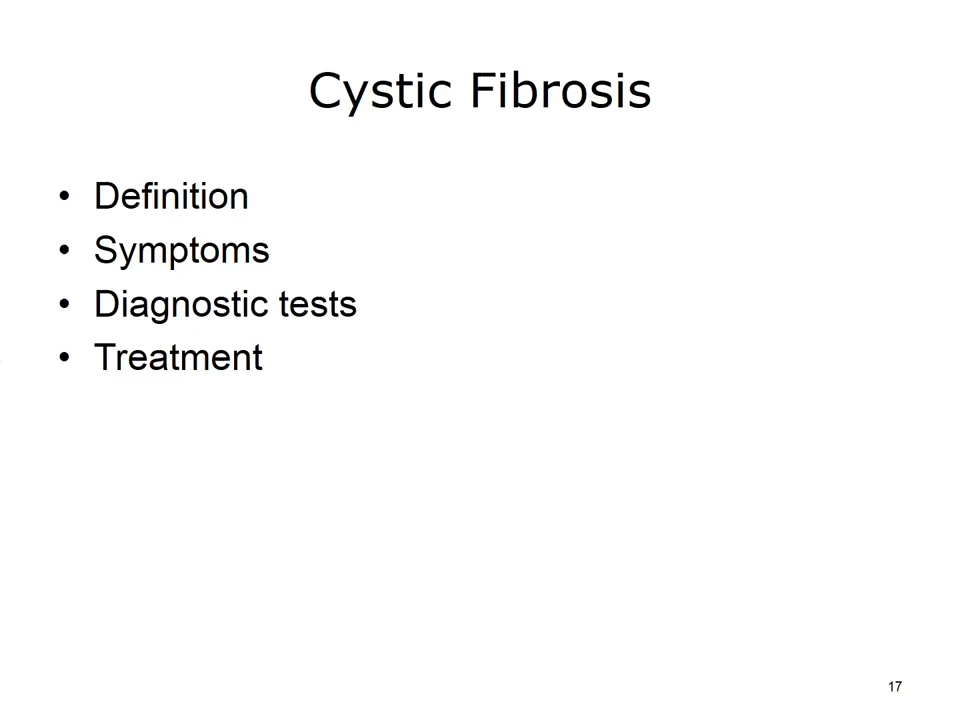 Cystic Fibrosis
• Definition
• Symptoms
• Diagnostic tests
• Treatment
17